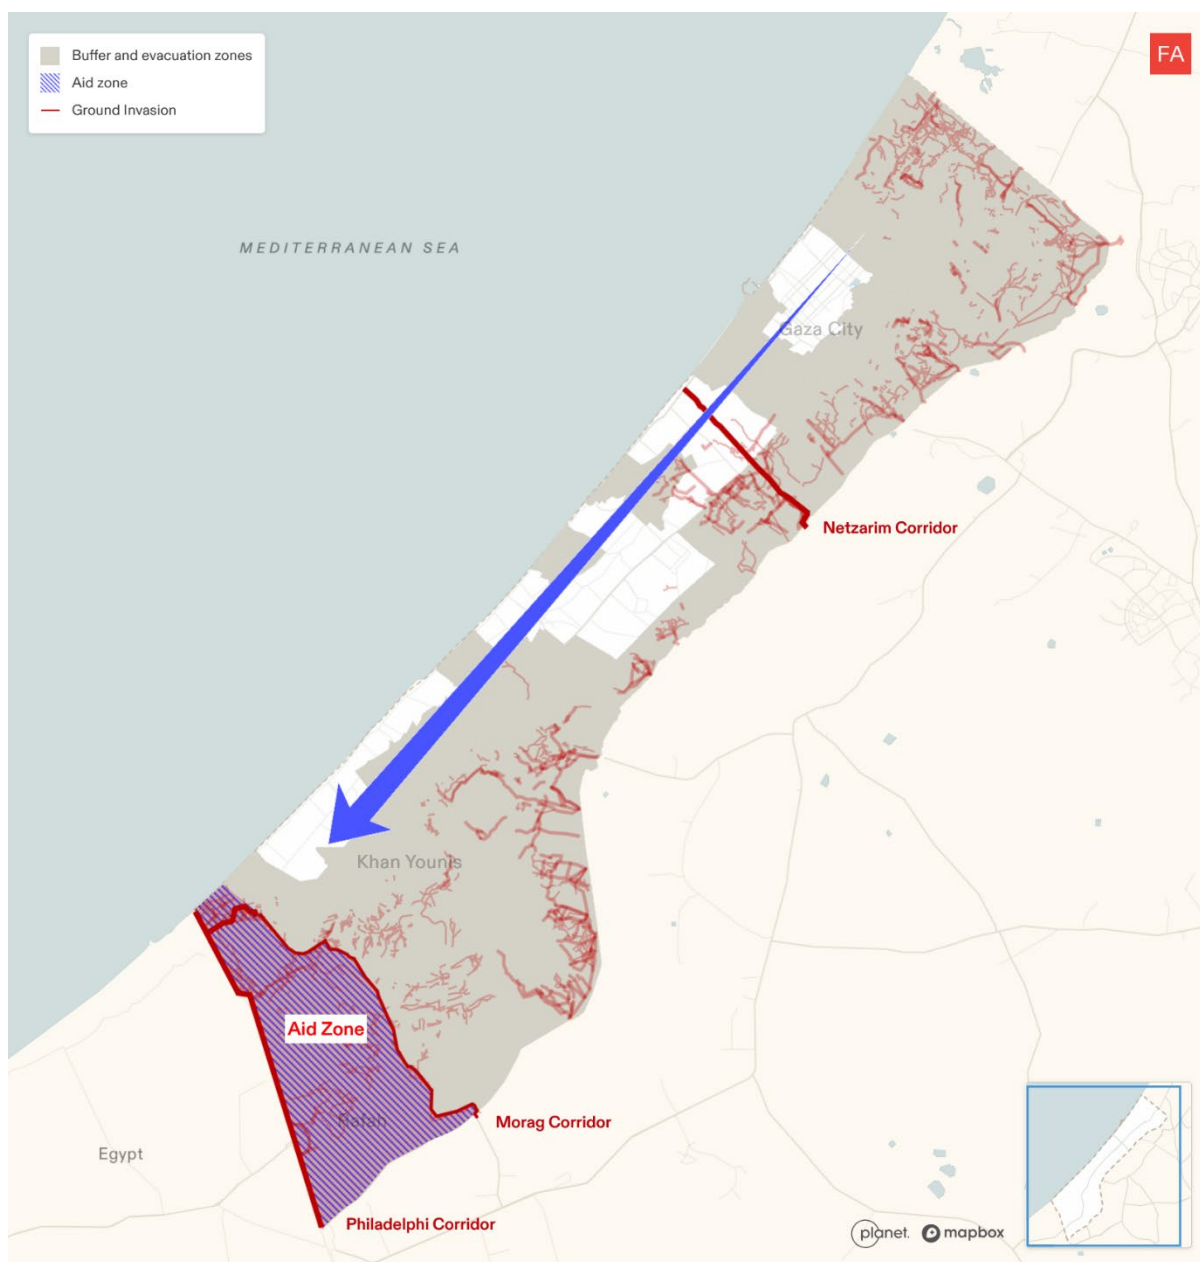 Buffer and evacuation zones
Aid zone
Ground Invasion
FA
MEDITERRANEAN SEA
Gaza City
Netzarim Corridor
Khan Younis
Aid Zone
Rafah
Morag Corridor
Egypt
Philadelphi Corridor
planet. mapbox